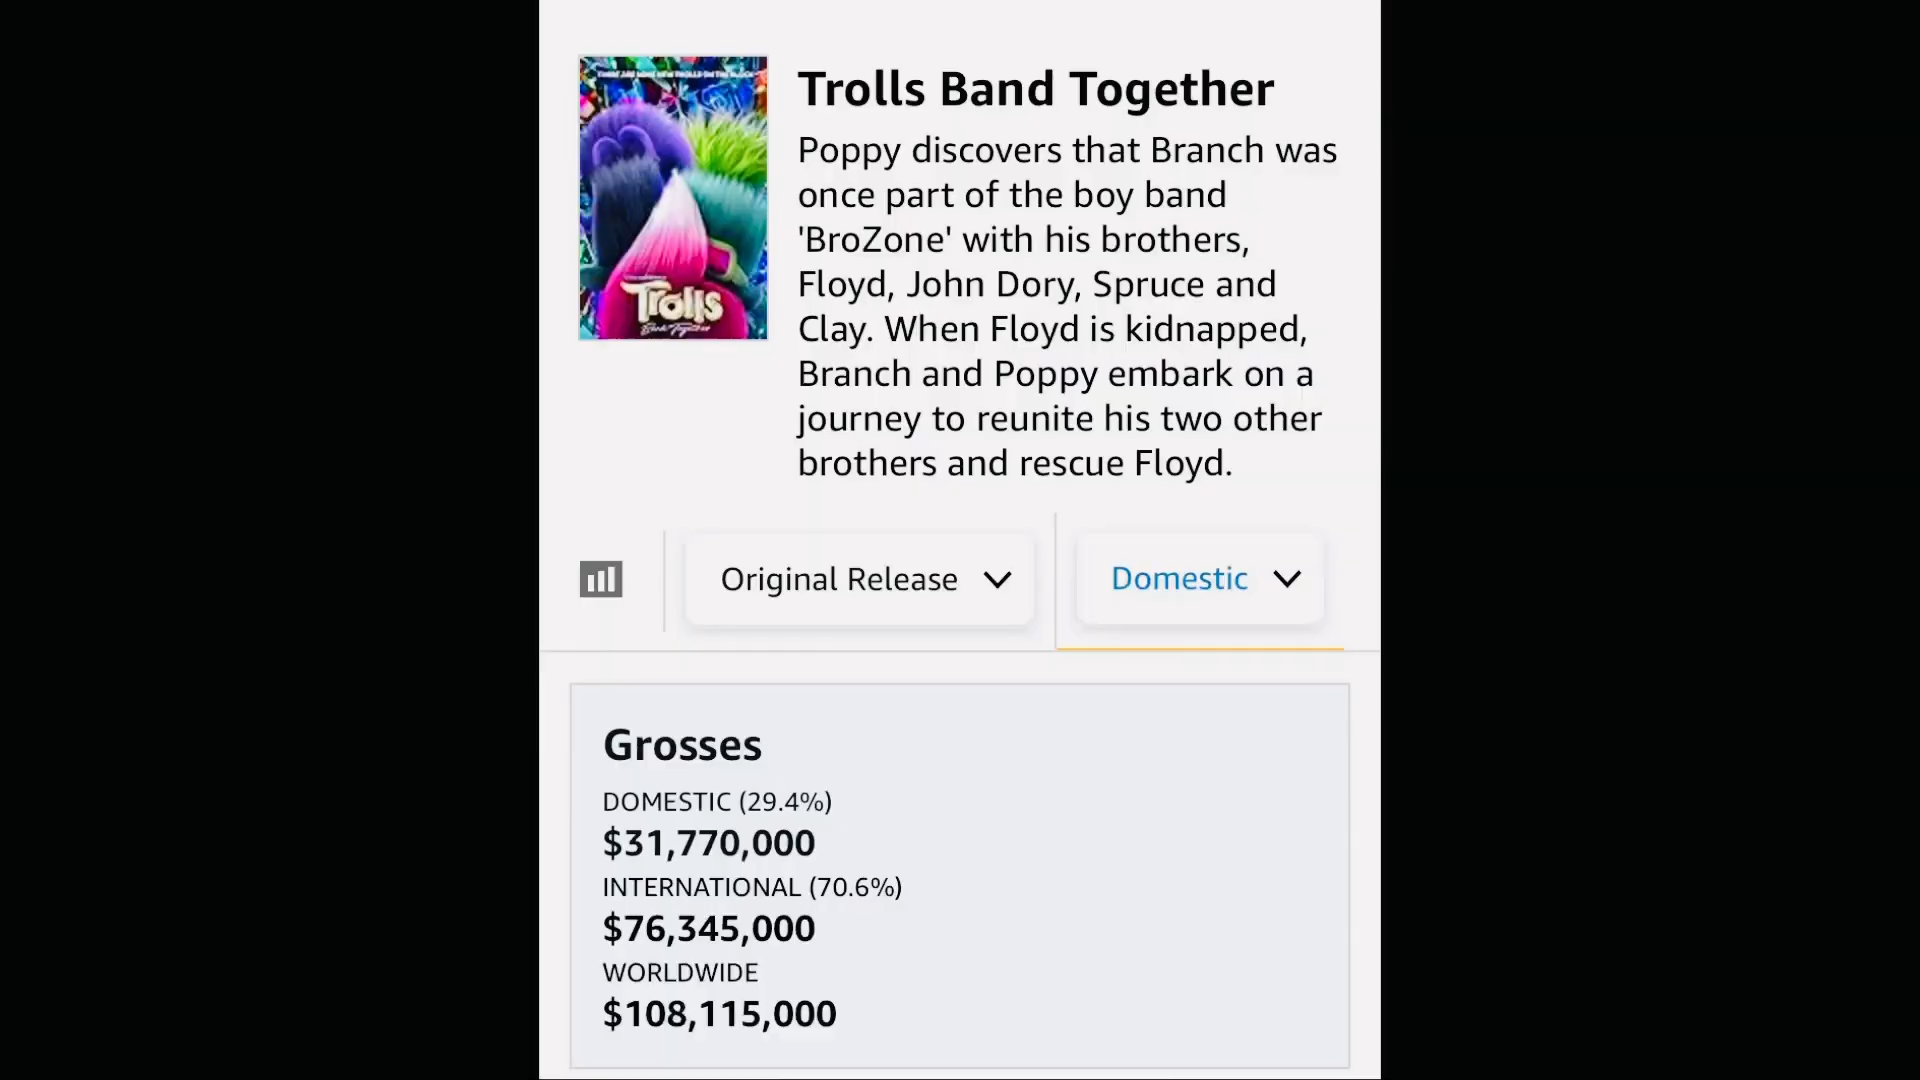 Trolls Band Together
Poppy discovers that Branch was
once part of the boy band
'BroZone' with his brothers,
Floyd, John Dory, Spruce and
Clay. When Floyd is kidnapped,
Branch and Poppy embark on a
journey to reunite his two other
brothers and rescue Floyd.
Trolls
Band Together
Original Release
Domestic
Grosses
DOMESTIC (29.4%)
$31,770,000
INTERNATIONAL (70.6%)
$76,345,000
WORLDWIDE
$108,115,000